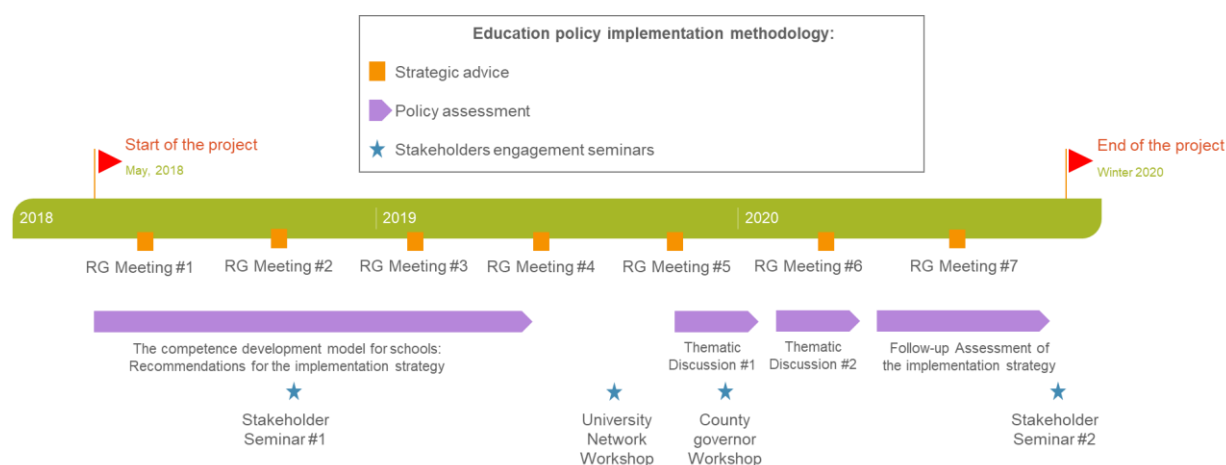 Education policy implementation methodology:
Strategic advice
Policy assessment
Stakeholders engagement seminars
Start of the project
May, 2018
End of the project
Winter 2020
2018
2019
2020
RG Meeting #1
RG Meeting #2
RG Meeting #3
RG Meeting #4
RG Meeting #5
RG Meeting #6
RG Meeting #7
The competence development model for schools:
Recommendations for the implementation strategy
Thematic
Discussion #1
Thematic
Discussion #2
Follow-up Assessment of
the implementation strategy
Stakeholder
Seminar #1
University
Network
Workshop
County
governor
Workshop
Stakeholder
Seminar #2